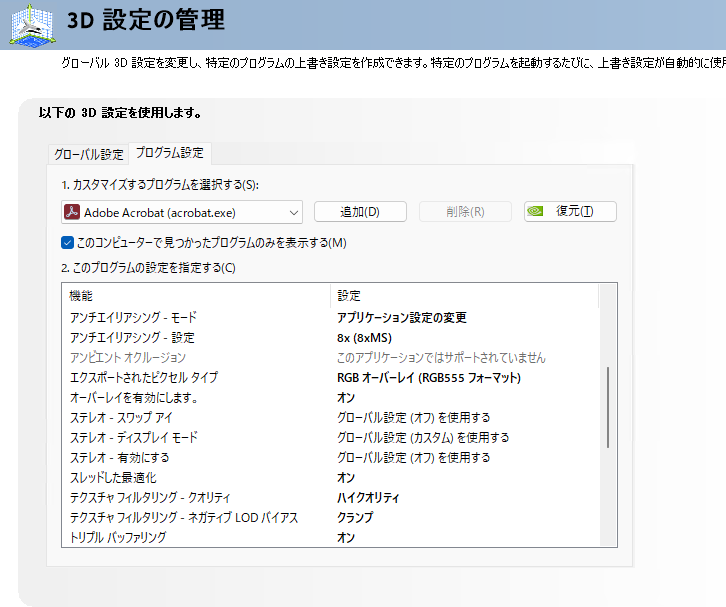 3D 設定の管理
グローバル 3D 設定を変更し、特定のプログラムの上書き設定を作成できます。特定のプログラムを起動するたびに、上書き設定が自動的に使用
以下の 3D 設定を使用します。
グローバル設定 プログラム設定
1. カスタマイズするプログラムを選択する(S):
Adobe Acrobat (acrobat.exe) 追加(D) 削除(R) 復元(T)
このコンピューターで見つかったプログラムのみを表示する(M)
2. このプログラムの設定を指定する(C)
機能 設定
アンチエイリアシング - モード アプリケーション設定の変更
アンチエイリアシング - 設定 8x (8xMS)
アンビエント オクルージョン このアプリケーションではサポートされていません
エクスポートされたピクセル タイプ RGB オーバーレイ (RGB555 フォーマット)
オーバーレイを有効にします。 オン
ステレオ - スワップ アイ グローバル設定 (オフ) を使用する
ステレオ - ディスプレイ モード グローバル設定 (カスタム) を使用する
ステレオ - 有効にする グローバル設定 (オフ) を使用する
スレッドした最適化 オン
テクスチャ フィルタリング - クオリティ ハイクオリティ
テクスチャ フィルタリング - ネガティブ LOD バイアス クランプ
トリプル バッファリング オン